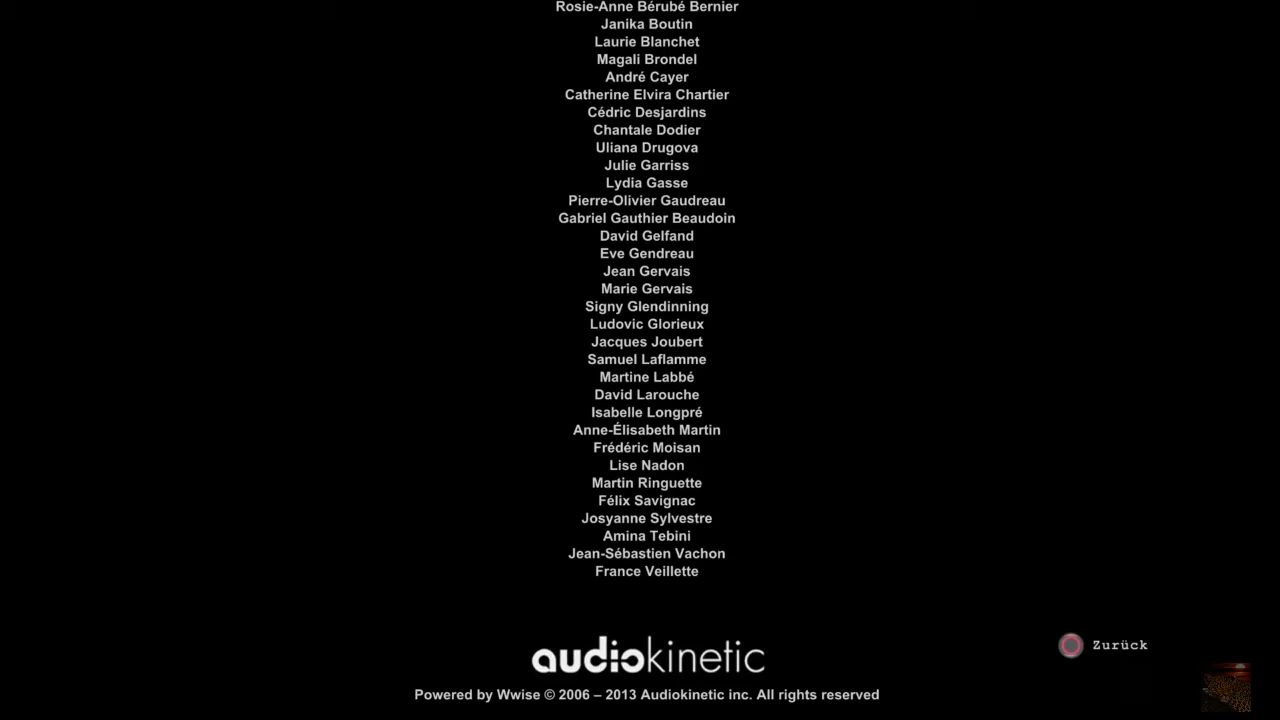 Rosie-Anne Bérubé Bernier
Janika Boutin
Laurie Blanchet
Magali Brondel
André Cayer
Catherine Elvira Chartier
Cédric Desjardins
Chantale Dodier
Uliana Drugova
Julie Garriss
Lydia Gasse
Pierre-Olivier Gaudreau
Gabriel Gauthier Beaudoin
David Gelfand
Eve Gendreau
Jean Gervais
Marie Gervais
Signy Glendinning
Ludovic Glorieux
Jacques Joubert
Samuel Laflamme
Martine Labbé
David Larouche
Isabelle Longpré
Anne-Élisabeth Martin
Frédéric Moisan
Lise Nadon
Martin Ringuette
Félix Savignac
Josyanne Sylvestre
Amina Tebini
Jean-Sébastien Vachon
France Veillette
audiokinetic
Zurück
Powered by Wwise © 2006 – 2013 Audiokinetic inc. All rights reserved